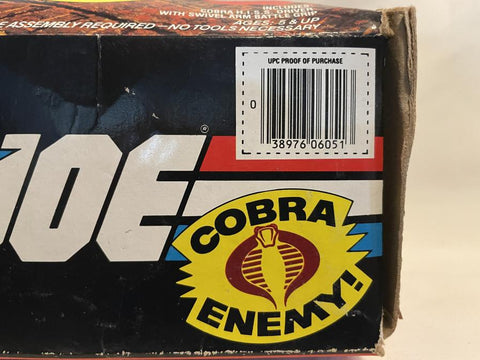 INCLUDES:
COBRA H.I.S.S. DRIVER
WITH SWIVEL ARM BATTLE GRIP
AGES: 5 & UP
ASSEMBLY REQUIRED — NO TOOLS NECESSARY
UPC PROOF OF PURCHASE
0
38976 06051
JOE®
COBRA
ENEMY!